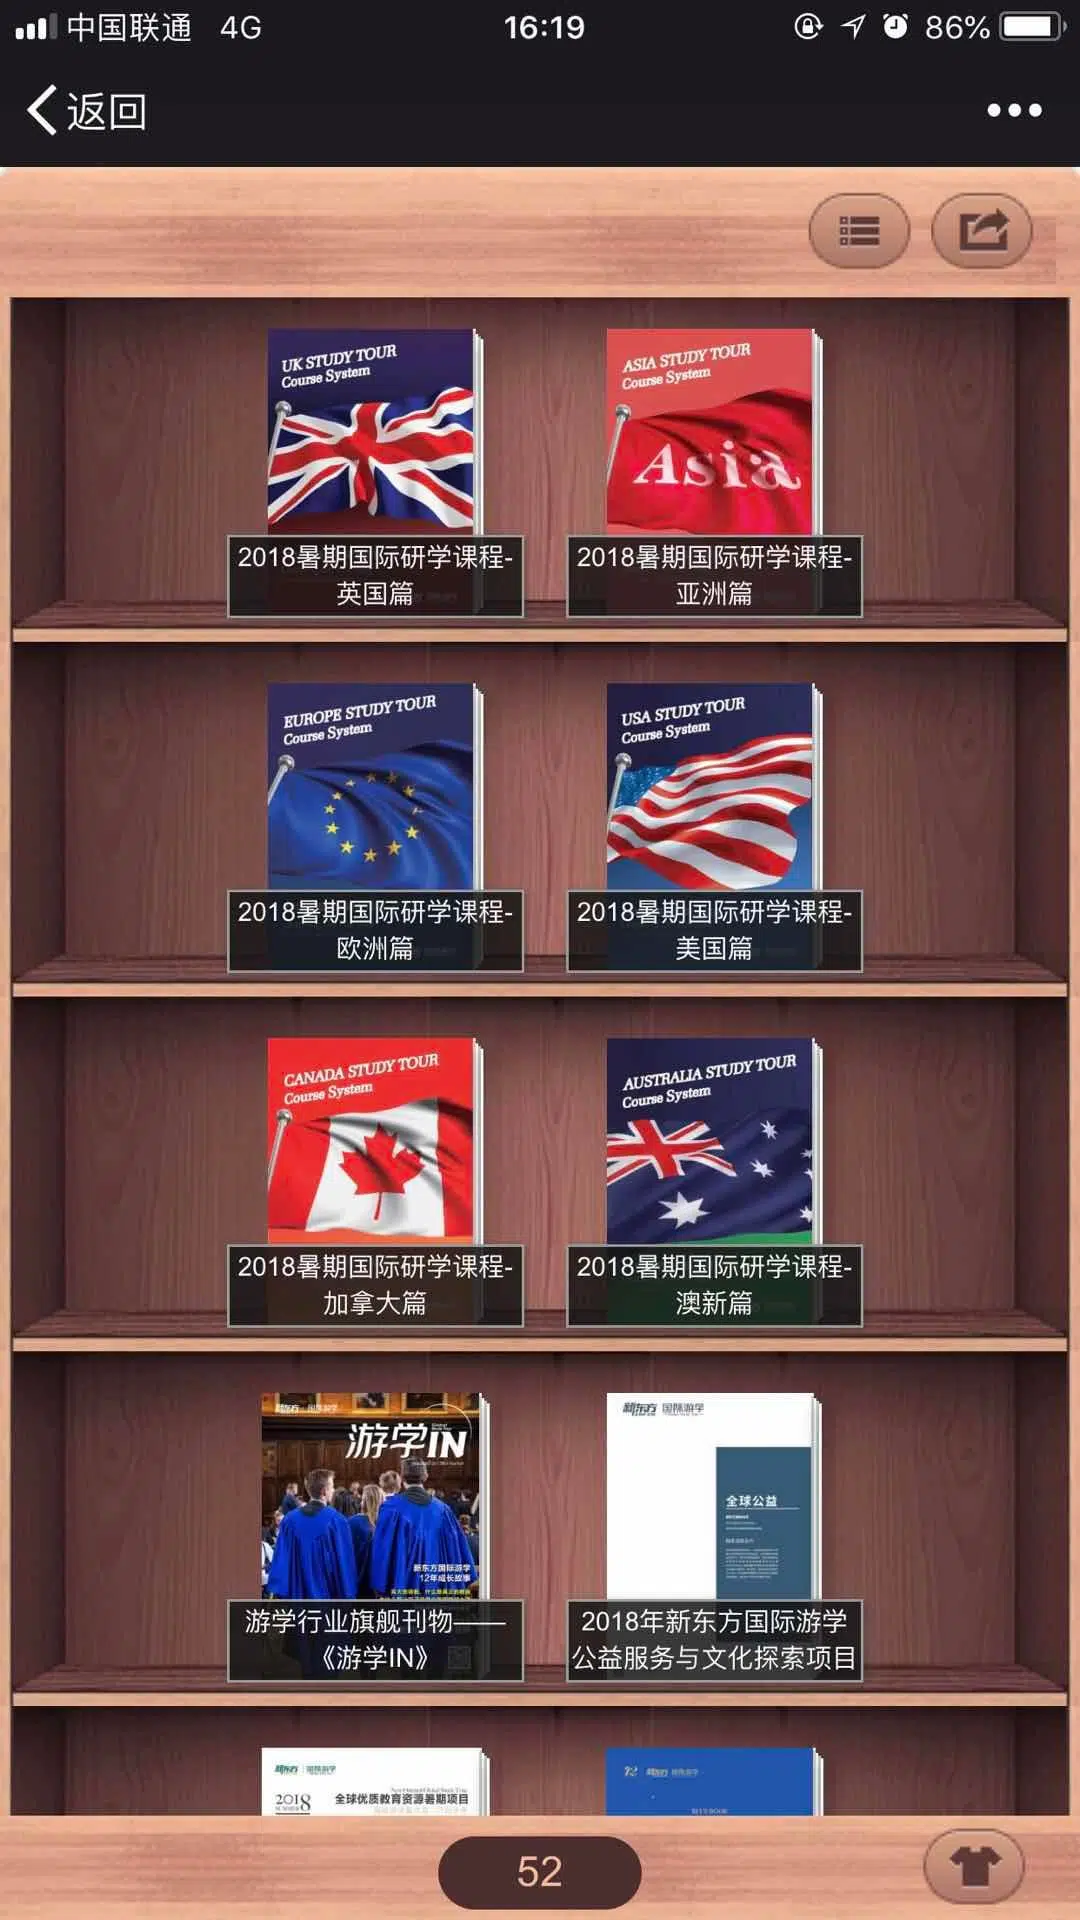 中国联通 4G 16:19 86%
返回
UK STUDY TOUR
Course System
2018暑期国际研学课程-
英国篇
ASIA STUDY TOUR
Course System
Asia
2018暑期国际研学课程-
亚洲篇
EUROPE STUDY TOUR
Course System
2018暑期国际研学课程-
欧洲篇
USA STUDY TOUR
Course System
2018暑期国际研学课程-
美国篇
CANADA STUDY TOUR
Course System
2018暑期国际研学课程-
加拿大篇
AUSTRALIA STUDY TOUR
Course System
2018暑期国际研学课程-
澳新篇
新东方 国际游学
游学IN
新东方国际游学
12年成长故事
游学行业旗舰刊物——
《游学IN》
新东方 国际游学
全球公益
2018年新东方国际游学
公益服务与文化探索项目
新东方 国际游学
2018
全球优质教育资源暑期项目
新东方 国际游学
52